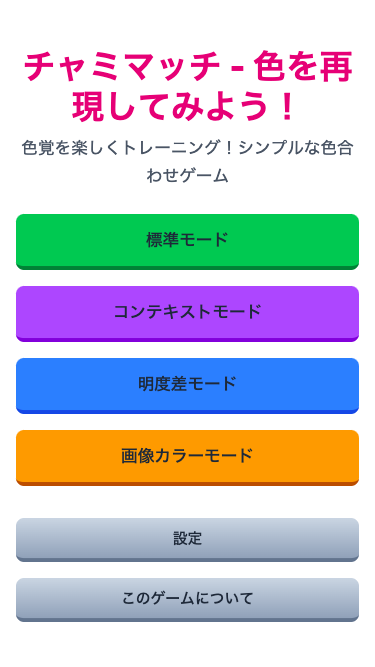 チャミマッチ - 色を再
現してみよう！
色覚を楽しくトレーニング！シンプルな色合
わせゲーム
標準モード
コンテキストモード
明度差モード
画像カラーモード
設定
このゲームについて